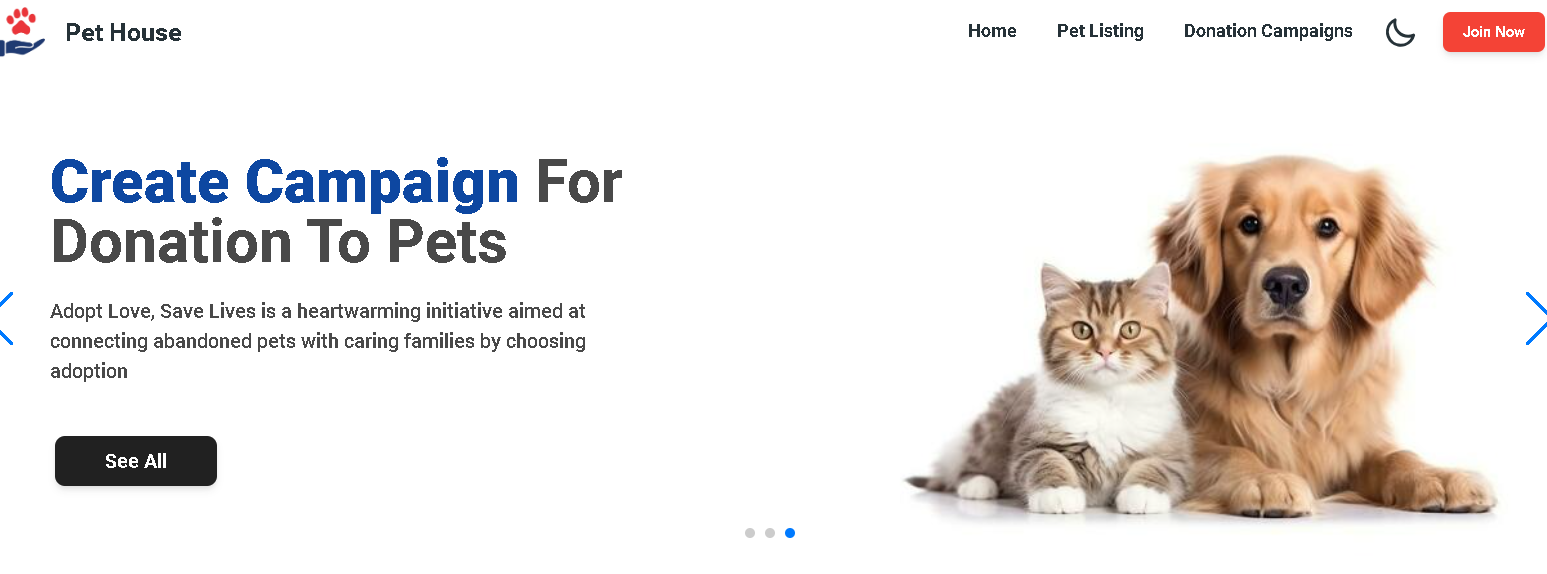 Pet House
Home
Pet Listing
Donation Campaigns
Join Now
Create Campaign For
Donation To Pets
Adopt Love, Save Lives is a heartwarming initiative aimed at
connecting abandoned pets with caring families by choosing
adoption
See All